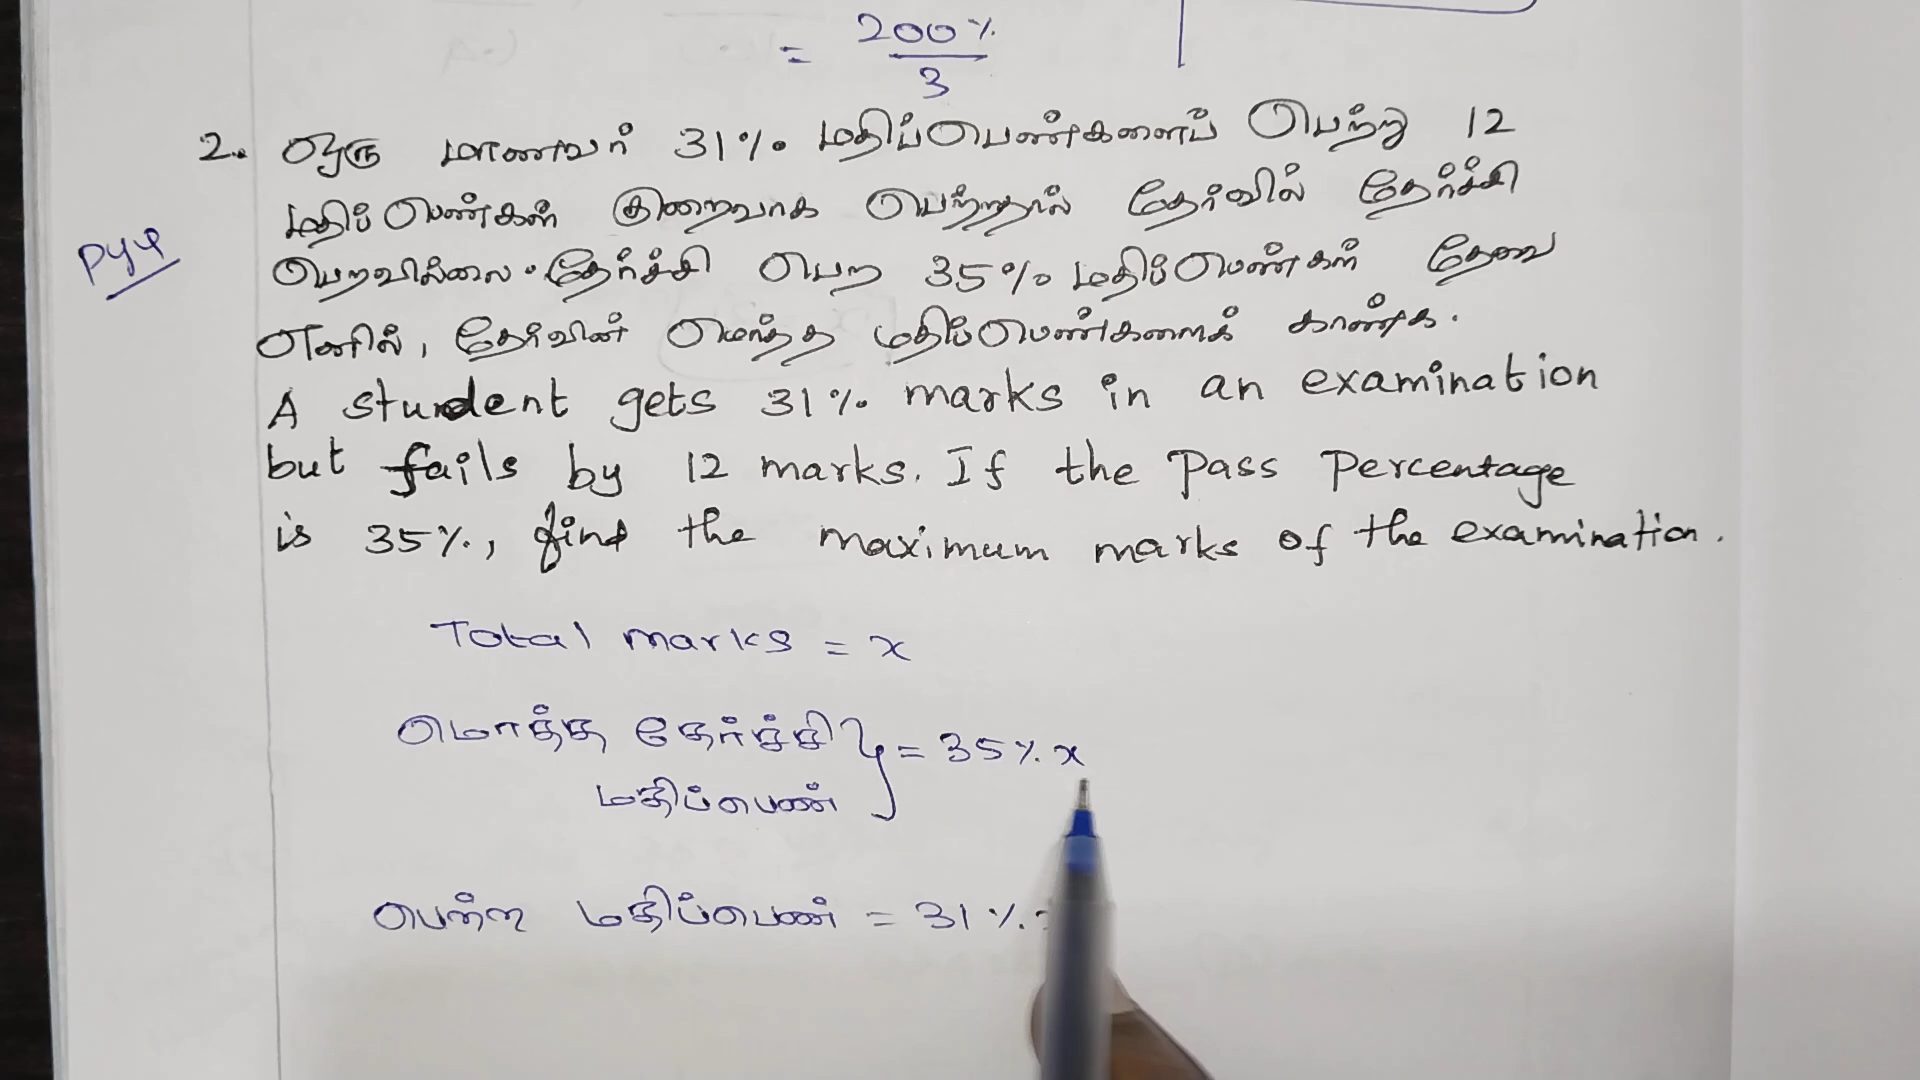 = 200%
3
2. ஒரு மாணவர் 31% மதிப்பெண்களைப் பெற்று 12
மதிப்பெண்கள் குறைவாக பெற்றதால் தேர்வில் தேர்ச்சி
PYQ
பெறவில்லை. தேர்ச்சி பெற 35% மதிப்பெண்கள் தேவை
எனில், தேர்வின் மொத்த மதிப்பெண்களைக் காண்க.
A student gets 31% marks in an examination
but fails by 12 marks. If the pass percentage
is 35%, find the maximum marks of the examination.
Total marks = x
மொத்த தேர்ச்சி } = 35% x
மதிப்பெண்
பெற்ற மதிப்பெண் = 31%